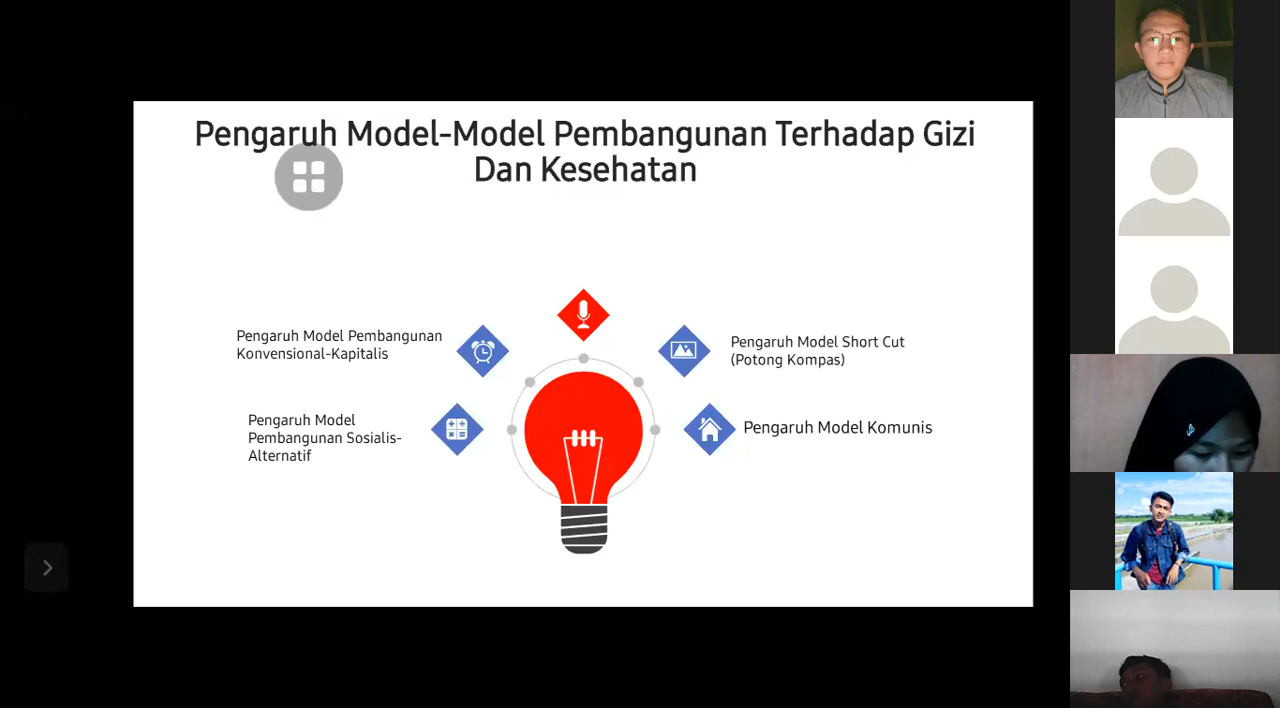 Pengaruh Model-Model Pembangunan Terhadap Gizi
Dan Kesehatan
Pengaruh Model Pembangunan
Konvensional-Kapitalis
Pengaruh Model
Pembangunan Sosialis-
Alternatif
Pengaruh Model Short Cut
(Potong Kompas)
Pengaruh Model Komunis